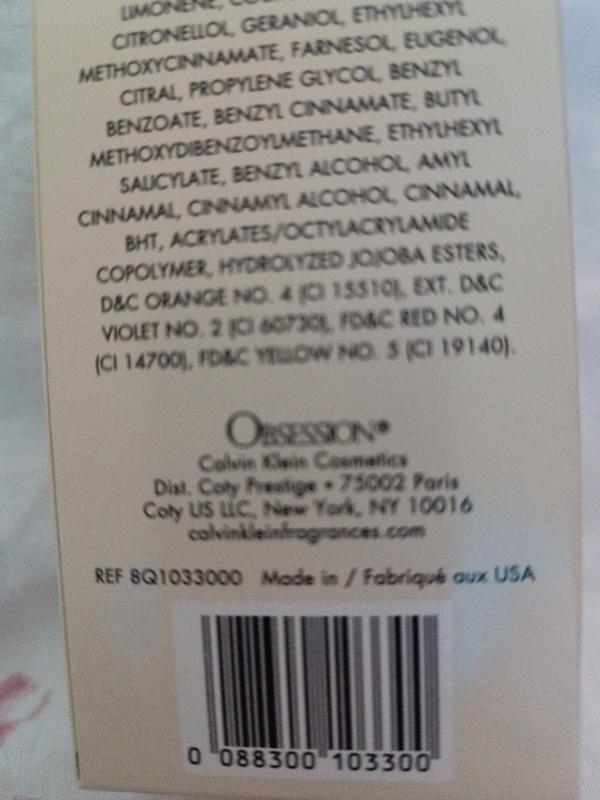 LIMONENE,
CITRONELLOL, GERANIOL, ETHYLHEXYL
METHOXYCINNAMATE, FARNESOL, EUGENOL,
CITRAL, PROPYLENE GLYCOL, BENZYL
BENZOATE, BENZYL CINNAMATE, BUTYL
METHOXYDIBENZOYLMETHANE, ETHYLHEXYL
SALICYLATE, BENZYL ALCOHOL, AMYL
CINNAMAL, CINNAMYL ALCOHOL, CINNAMAL,
BHT, ACRYLATES/OCTYLACRYLAMIDE
COPOLYMER, HYDROLYZED JOJOBA ESTERS,
D&C ORANGE NO. 4 (CI 15510), EXT. D&C
VIOLET NO. 2 (CI 60730), FD&C RED NO. 4
(CI 14700), FD&C YELLOW NO. 5 (CI 19140).
OBSESSION®
Calvin Klein Cosmetics
Dist. Coty Prestige • 75002 Paris
Coty US LLC, New York, NY 10016
calvinkleinfragrances.com
REF 8Q1033000 Made in / Fabriqué aux USA
0 088300 103300